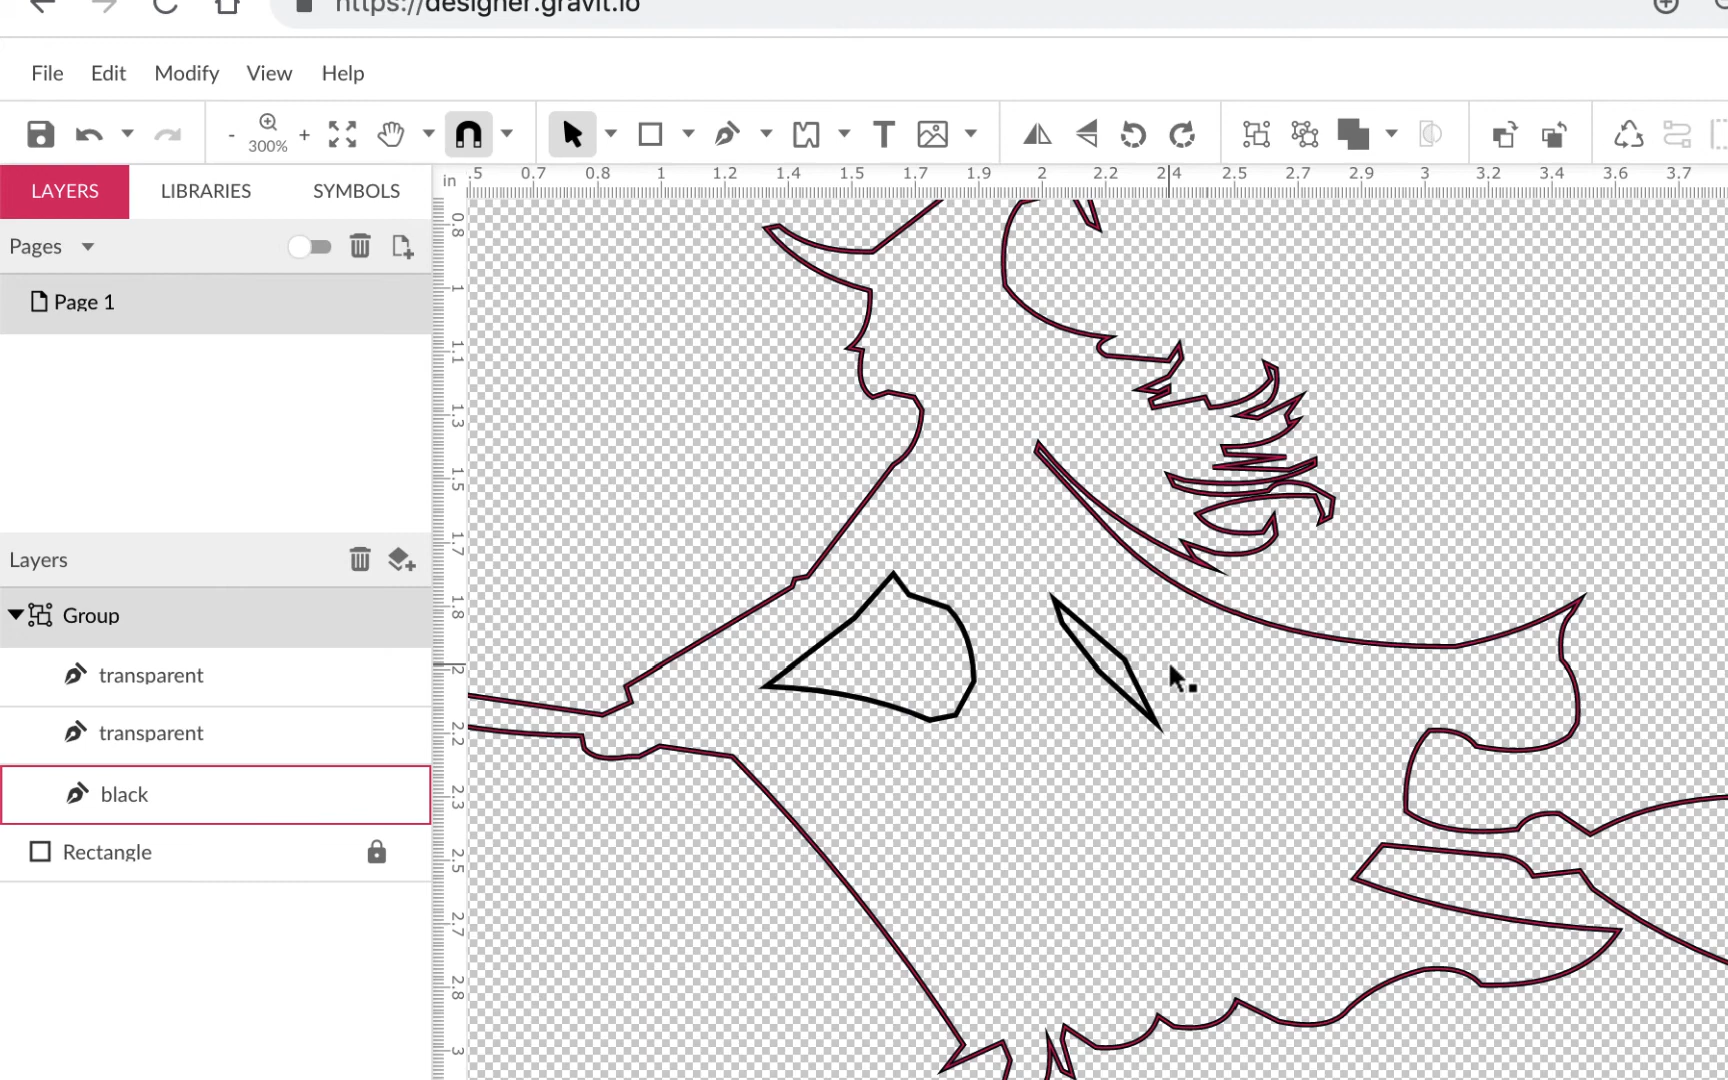 https://designer.gravit.io
File Edit Modify View Help
- 300% + T
LAYERS LIBRARIES SYMBOLS
in .5 0.7 0.8 1 1.2 1.4 1.5 1.7 1.9 2 2.2 2.4 2.5 2.7 2.9 3 3.2 3.4 3.6 3.7
Pages
Page 1
Layers
Group
transparent
transparent
black
Rectangle
0.8
1
1.1
1.3
1.5
1.7
1.8
2
2.2
2.3
2.5
2.7
2.8
3